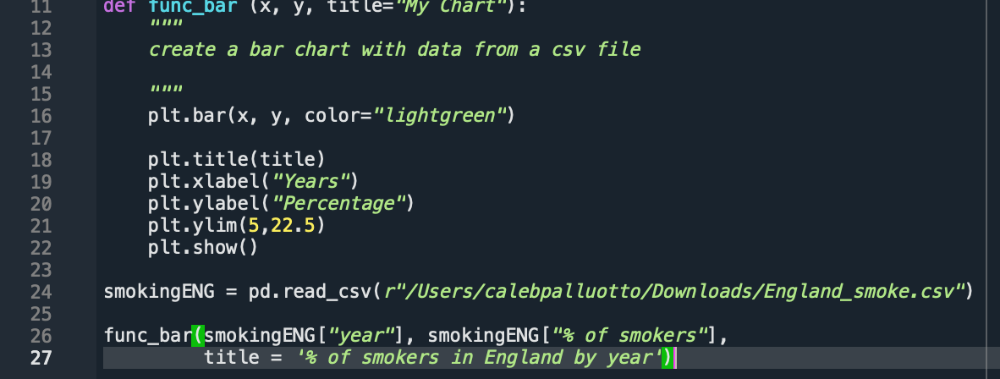 11 def func_bar (x, y, title="My Chart"):
12 """
13 create a bar chart with data from a csv file
14
15 """
16 plt.bar(x, y, color="lightgreen")
17
18 plt.title(title)
19 plt.xlabel("Years")
20 plt.ylabel("Percentage")
21 plt.ylim(5,22.5)
22 plt.show()
23
24 smokingENG = pd.read_csv(r"/Users/calebpalluotto/Downloads/England_smoke.csv")
25
26 func_bar(smokingENG["year"], smokingENG["% of smokers"],
27 title = '% of smokers in England by year')